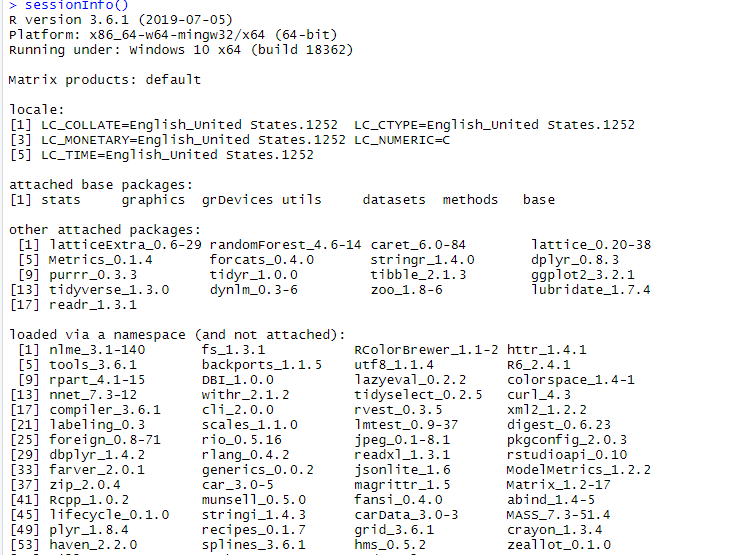 > sessionInfo()
R version 3.6.1 (2019-07-05)
Platform: x86_64-w64-mingw32/x64 (64-bit)
Running under: Windows 10 x64 (build 18362)

Matrix products: default

locale:
[1] LC_COLLATE=English_United States.1252  LC_CTYPE=English_United States.1252
[3] LC_MONETARY=English_United States.1252 LC_NUMERIC=C
[5] LC_TIME=English_United States.1252

attached base packages:
[1] stats     graphics  grDevices utils     datasets  methods   base

other attached packages:
 [1] latticeExtra_0.6-29 randomForest_4.6-14 caret_6.0-84        lattice_0.20-38
 [5] Metrics_0.1.4       forcats_0.4.0       stringr_1.4.0       dplyr_0.8.3
 [9] purrr_0.3.3         tidyr_1.0.0         tibble_2.1.3        ggplot2_3.2.1
[13] tidyverse_1.3.0     dynlm_0.3-6         zoo_1.8-6           lubridate_1.7.4
[17] readr_1.3.1

loaded via a namespace (and not attached):
 [1] nlme_3.1-140       fs_1.3.1           RColorBrewer_1.1-2 httr_1.4.1
 [5] tools_3.6.1        backports_1.1.5    utf8_1.1.4         R6_2.4.1
 [9] rpart_4.1-15       DBI_1.0.0          lazyeval_0.2.2     colorspace_1.4-1
[13] nnet_7.3-12        withr_2.1.2        tidyselect_0.2.5   curl_4.3
[17] compiler_3.6.1     cli_2.0.0          rvest_0.3.5        xml2_1.2.2
[21] labeling_0.3       scales_1.1.0       lmtest_0.9-37      digest_0.6.23
[25] foreign_0.8-71     rio_0.5.16         jpeg_0.1-8.1       pkgconfig_2.0.3
[29] dbplyr_1.4.2       rlang_0.4.2        readxl_1.3.1       rstudioapi_0.10
[33] farver_2.0.1       generics_0.0.2     jsonlite_1.6       ModelMetrics_1.2.2
[37] zip_2.0.4          car_3.0-5          magrittr_1.5       Matrix_1.2-17
[41] Rcpp_1.0.2         munsell_0.5.0      fansi_0.4.0        abind_1.4-5
[45] lifecycle_0.1.0    stringi_1.4.3      carData_3.0-3      MASS_7.3-51.4
[49] plyr_1.8.4         recipes_0.1.7      grid_3.6.1         crayon_1.3.4
[53] haven_2.2.0        splines_3.6.1      hms_0.5.2          zeallot_0.1.0